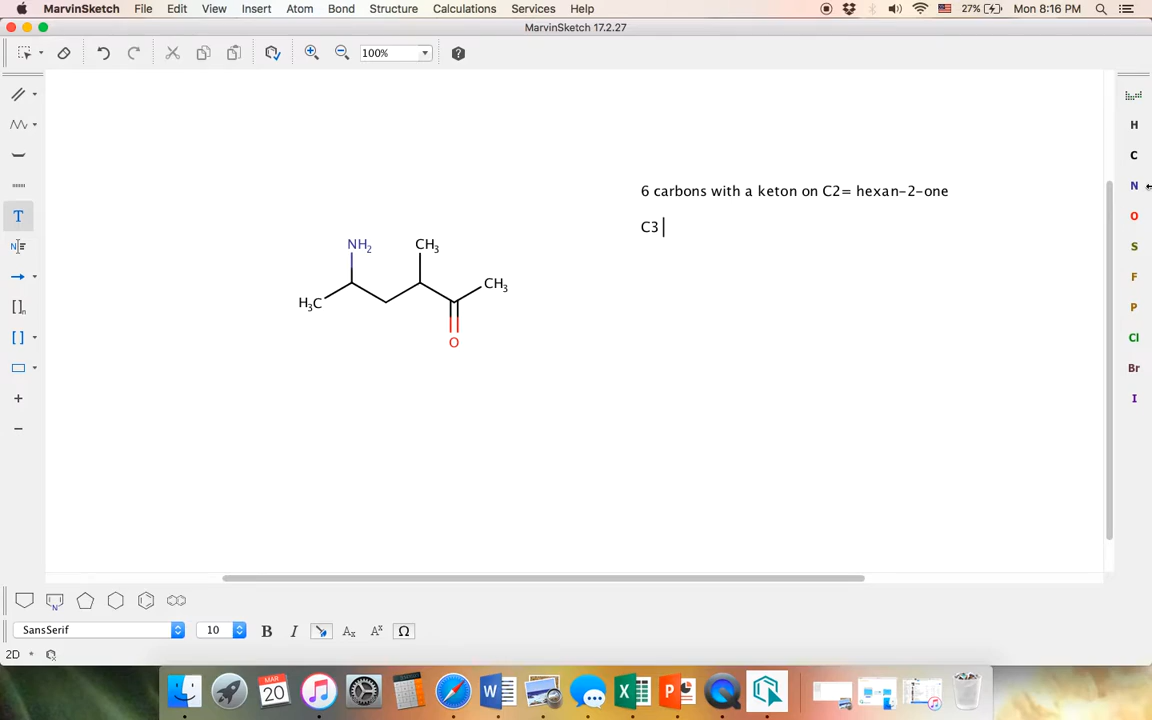 MarvinSketch File Edit View Insert Atom Bond Structure Calculations Services Help 27% Mon 8:16 PM
MarvinSketch 17.2.27
100%
H
C
N
O
S
F
P
Cl
Br
I
T
6 carbons with a keton on C2= hexan-2-one
C3
NH2 CH3
CH3
H3C
O
N
SansSerif 10 B I Ω
2D
MAR
20